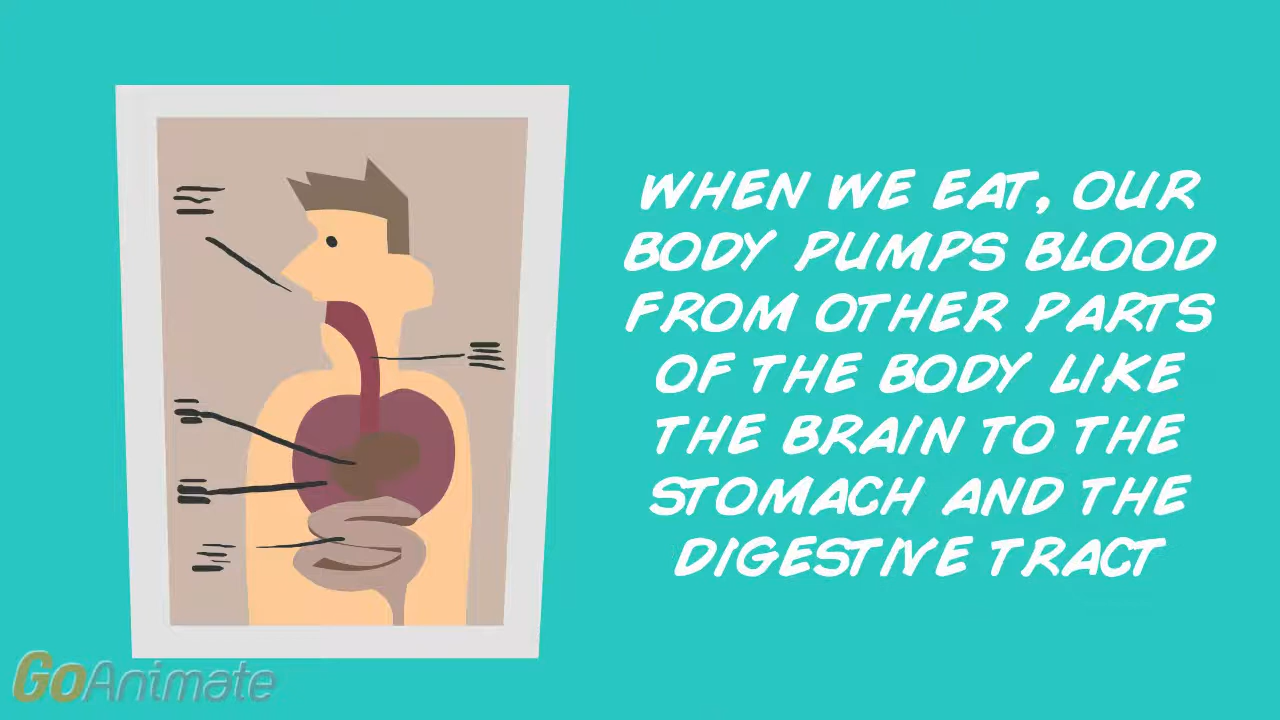 WHEN WE EAT, OUR
BODY PUMPS BLOOD
FROM OTHER PARTS
OF THE BODY LIKE
THE BRAIN TO THE
STOMACH AND THE
DIGESTIVE TRACT
GoAnimate